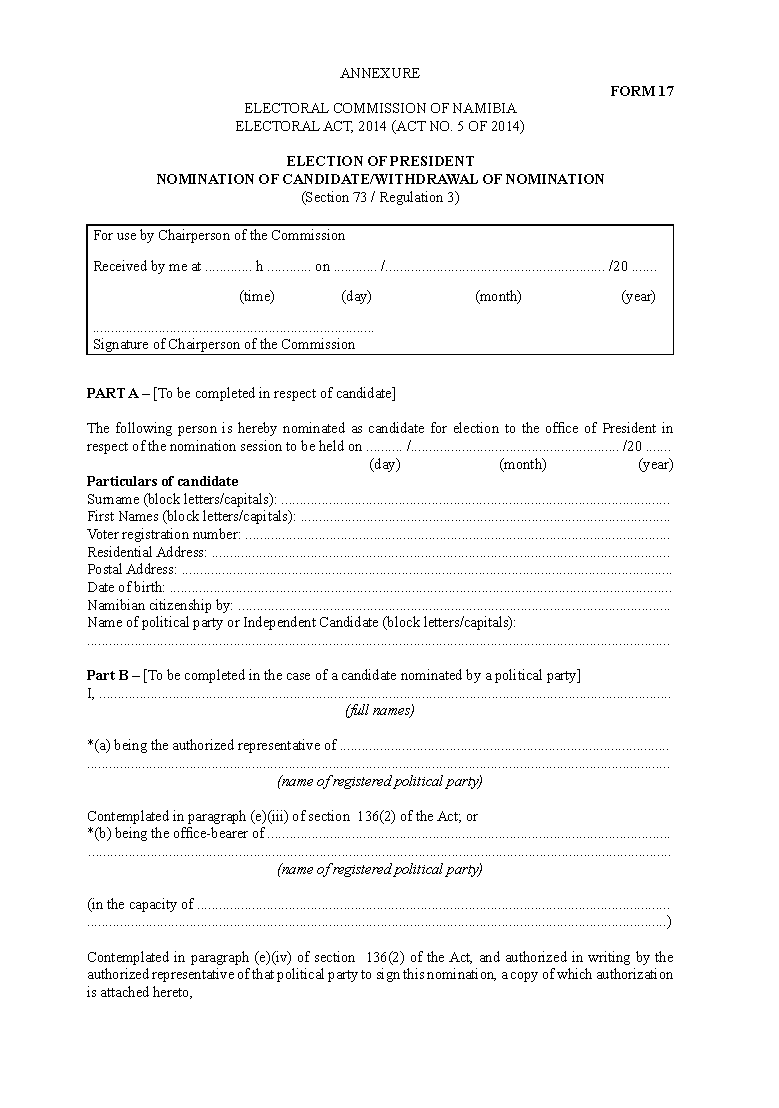 ANNEXURE
FORM 17
ELECTORAL COMMISSION OF NAMIBIA
ELECTORAL ACT, 2014 (ACT NO. 5 OF 2014)
ELECTION OF PRESIDENT
NOMINATION OF CANDIDATE/WITHDRAWAL OF NOMINATION
(Section 73 / Regulation 3)
For use by Chairperson of the Commission
Received by me at ............. h ............ on ............ /............................................................ /20 .......
(time) (day) (month) (year)
.............................................................................
Signature of Chairperson of the Commission
PART A – [To be completed in respect of candidate]
The following person is hereby nominated as candidate for election to the office of President in
respect of the nomination session to be held on .......... /......................................................... /20 .......
(day) (month) (year)
Particulars of candidate
Surname (block letters/capitals): ..........................................................................................................
First Names (block letters/capitals): .....................................................................................................
Voter registration number: ....................................................................................................................
Residential Address: .............................................................................................................................
Postal Address: ......................................................................................................................................
Date of birth: .........................................................................................................................................
Namibian citizenship by: ......................................................................................................................
Name of political party or Independent Candidate (block letters/capitals):
...............................................................................................................................................................
Part B – [To be completed in the case of a candidate nominated by a political party]
I, ............................................................................................................................................................
(full names)
*(a) being the authorized representative of ..........................................................................................
...............................................................................................................................................................
(name of registered political party)
Contemplated in paragraph (e)(iii) of section 136(2) of the Act; or
*(b) being the office-bearer of ..............................................................................................................
...............................................................................................................................................................
(name of registered political party)
(in the capacity of .................................................................................................................................
..............................................................................................................................................................)
Contemplated in paragraph (e)(iv) of section 136(2) of the Act, and authorized in writing by the
authorized representative of that political party to sign this nomination, a copy of which authorization
is attached hereto,